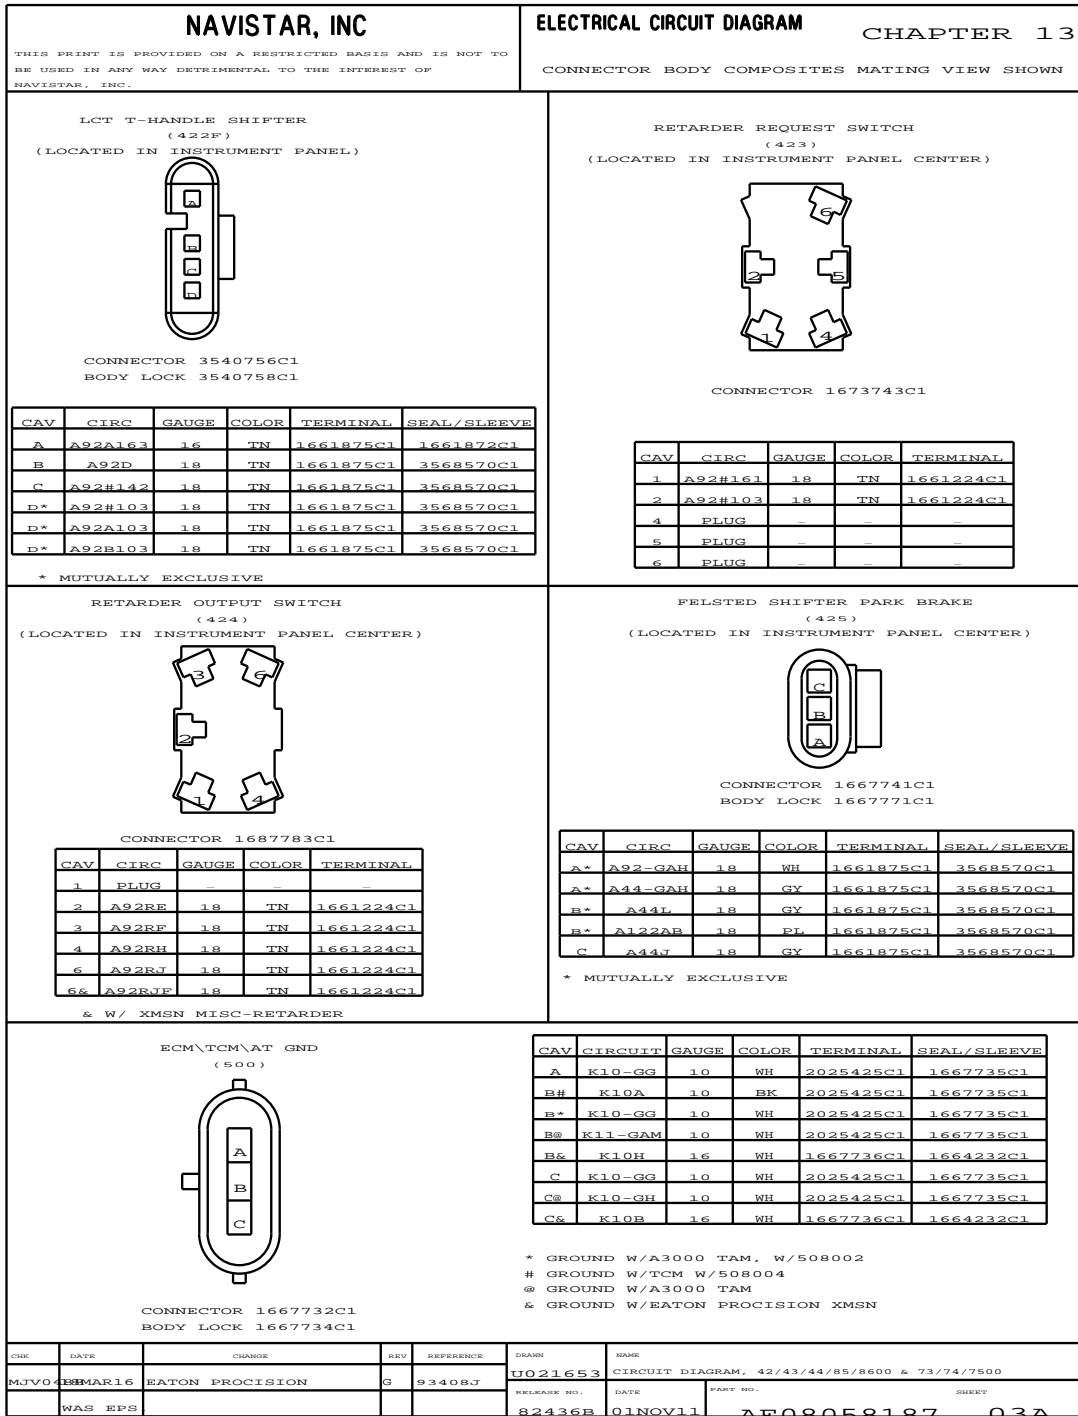 NAVISTAR, INC
THIS PRINT IS PROVIDED ON A RESTRICTED BASIS AND IS NOT TO
BE USED IN ANY WAY DETRIMENTAL TO THE INTEREST OF
NAVISTAR, INC.
ELECTRICAL CIRCUIT DIAGRAM
CHAPTER 13
CONNECTOR BODY COMPOSITES MATING VIEW SHOWN
LCT T-HANDLE SHIFTER
(422F)
(LOCATED IN INSTRUMENT PANEL)
A
B
C
D
CONNECTOR 3540756C1
BODY LOCK 3540758C1
CAV CIRC GAUGE COLOR TERMINAL SEAL/SLEEVE
A A92A163 16 TN 1661875C1 1661872C1
B A92D 18 TN 1661875C1 3568570C1
C A92#142 18 TN 1661875C1 3568570C1
D* A92#103 18 TN 1661875C1 3568570C1
D* A92A103 18 TN 1661875C1 3568570C1
D* A92B103 18 TN 1661875C1 3568570C1
* MUTUALLY EXCLUSIVE
RETARDER REQUEST SWITCH
(423)
(LOCATED IN INSTRUMENT PANEL CENTER)
6
2 5
1 4
CONNECTOR 1673743C1
CAV CIRC GAUGE COLOR TERMINAL
1 A92#161 18 TN 1661224C1
2 A92#103 18 TN 1661224C1
4 PLUG – – –
5 PLUG – – –
6 PLUG – – –
RETARDER OUTPUT SWITCH
(424)
(LOCATED IN INSTRUMENT PANEL CENTER)
3 6
2
1 4
CONNECTOR 1687783C1
CAV CIRC GAUGE COLOR TERMINAL
1 PLUG – – –
2 A92RE 18 TN 1661224C1
3 A92RF 18 TN 1661224C1
4 A92RH 18 TN 1661224C1
6 A92RJ 18 TN 1661224C1
6& A92RJF 18 TN 1661224C1
& W/ XMSN MISC-RETARDER
FELSTED SHIFTER PARK BRAKE
(425)
(LOCATED IN INSTRUMENT PANEL CENTER)
C
B
A
CONNECTOR 1667741C1
BODY LOCK 1667771C1
CAV CIRC GAUGE COLOR TERMINAL SEAL/SLEEVE
A* A92-GAH 18 WH 1661875C1 3568570C1
A* A44-GAH 18 GY 1661875C1 3568570C1
B* A44L 18 GY 1661875C1 3568570C1
B* A122AB 18 PL 1661875C1 3568570C1
C A44J 18 GY 1661875C1 3568570C1
* MUTUALLY EXCLUSIVE
ECM\TCM\AT GND
(500)
A
B
C
CONNECTOR 1667732C1
BODY LOCK 1667734C1
CAV CIRCUIT GAUGE COLOR TERMINAL SEAL/SLEEVE
A K10-GG 10 WH 2025425C1 1667735C1
B# K10A 10 BK 2025425C1 1667735C1
B* K10-GG 10 WH 2025425C1 1667735C1
B@ K11-GAM 10 WH 2025425C1 1667735C1
B& K10H 16 WH 1667736C1 1664232C1
C K10-GG 10 WH 2025425C1 1667735C1
C@ K10-GH 10 WH 2025425C1 1667735C1
C& K10B 16 WH 1667736C1 1664232C1
* GROUND W/A3000 TAM, W/508002
# GROUND W/TCM W/508004
@ GROUND W/A3000 TAM
& GROUND W/EATON PROCISION XMSN
CHK DATE CHANGE REV REFERENCE
EATON PROCISION G 93408J
WAS EPS
DRAWN U021653
NAME
CIRCUIT DIAGRAM, 42/43/44/85/8600 & 73/74/7500
RELEASE NO. DATE PART NO. SHEET
82436B 01NOV11 AF08058187 03A